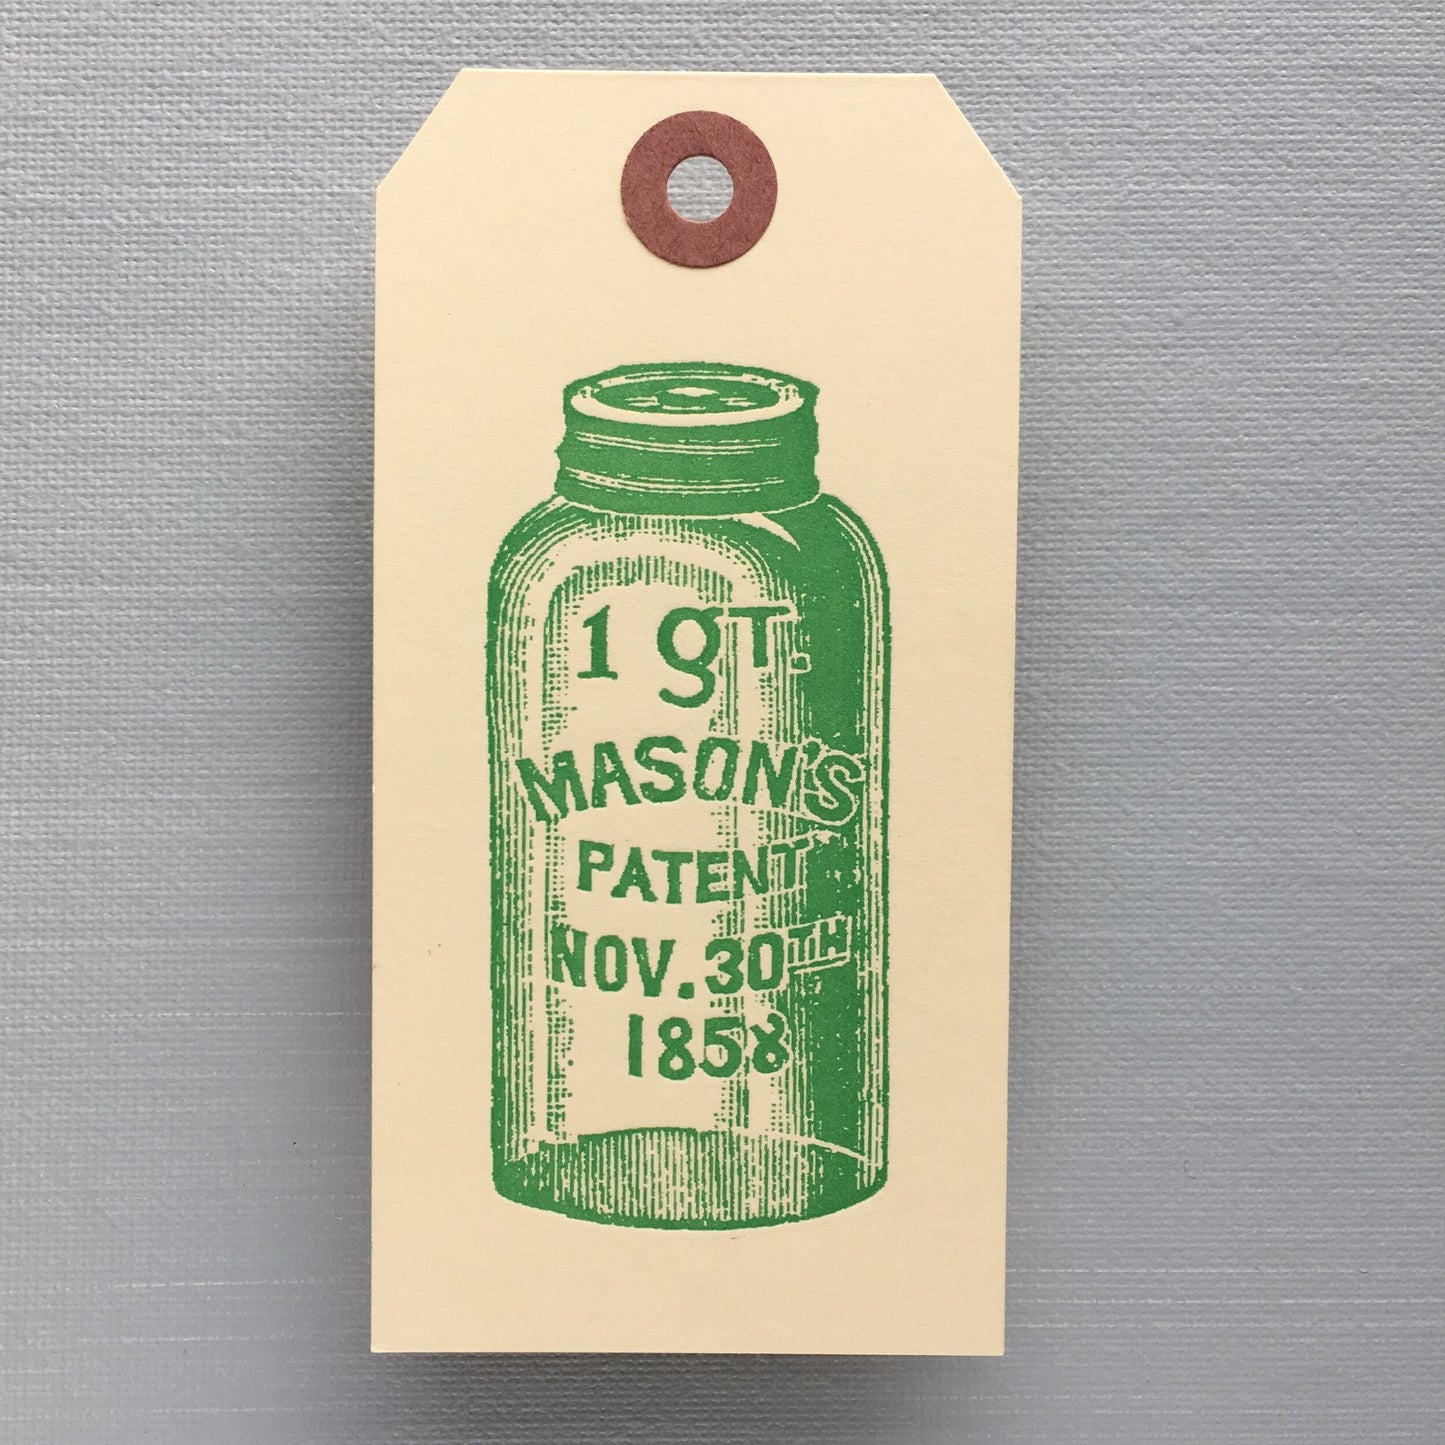 1 qT.
MASON'S
PATENT
NOV. 30TH
1858